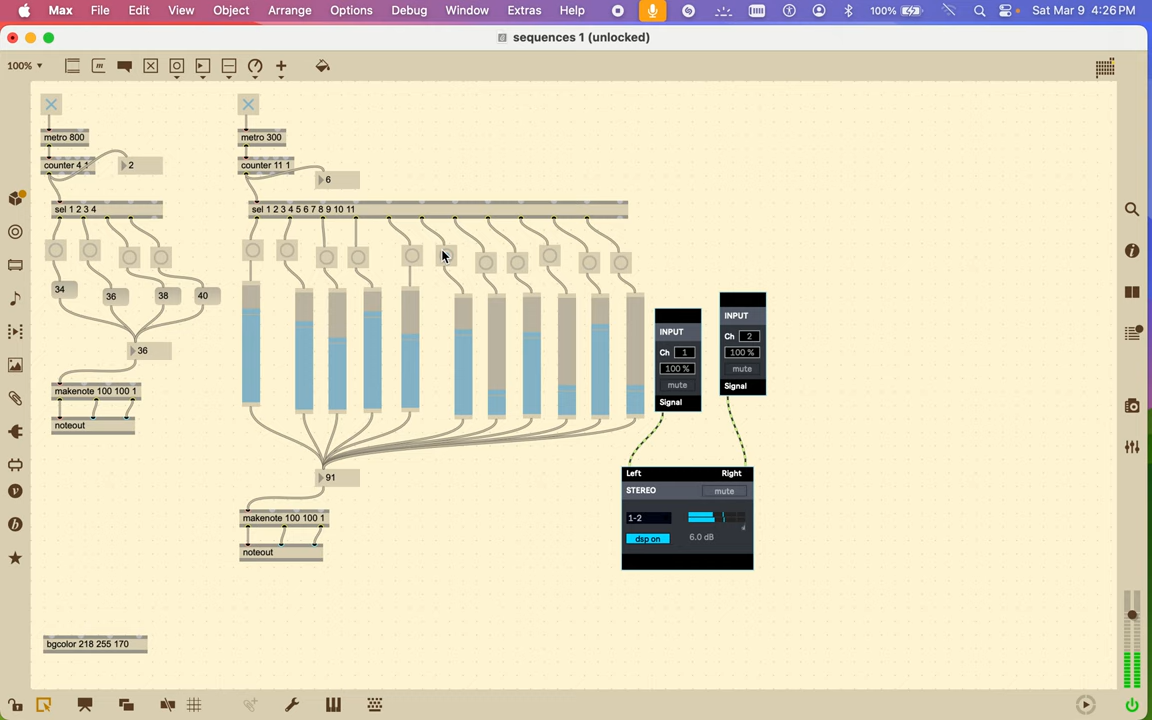 Max File Edit View Object Arrange Options Debug Window Extras Help 100% Sat Mar 9 4:26 PM
sequences 1 (unlocked)
100%
metro 800
counter 4 1
2
sel 1 2 3 4
34
36
38
40
36
makenote 100 100 1
noteout
bgcolor 218 255 170
metro 300
counter 11 1
6
sel 1 2 3 4 5 6 7 8 9 10 11
91
makenote 100 100 1
noteout
INPUT
Ch 1
100 %
mute
Signal
INPUT
Ch 2
100 %
mute
Signal
Left Right
STEREO mute
1-2
dsp on 6.0 dB